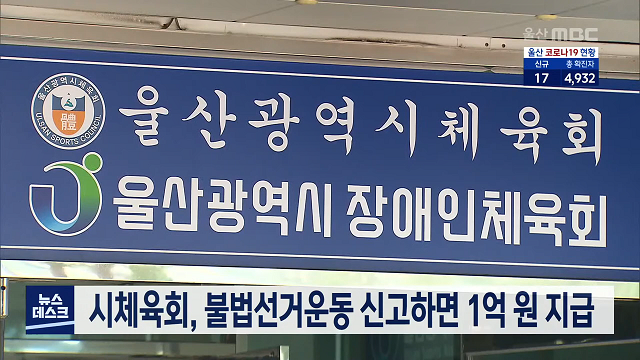 울산 MBC
울산 코로나19 현황
신규 총 확진자
17 4,932
울산광역시체육회
體
ULSAN SPORTS COUNCIL
울산광역시체육회
울산광역시 장애인체육회
뉴스
데스크
시체육회, 불법선거운동 신고하면 1억 원 지급